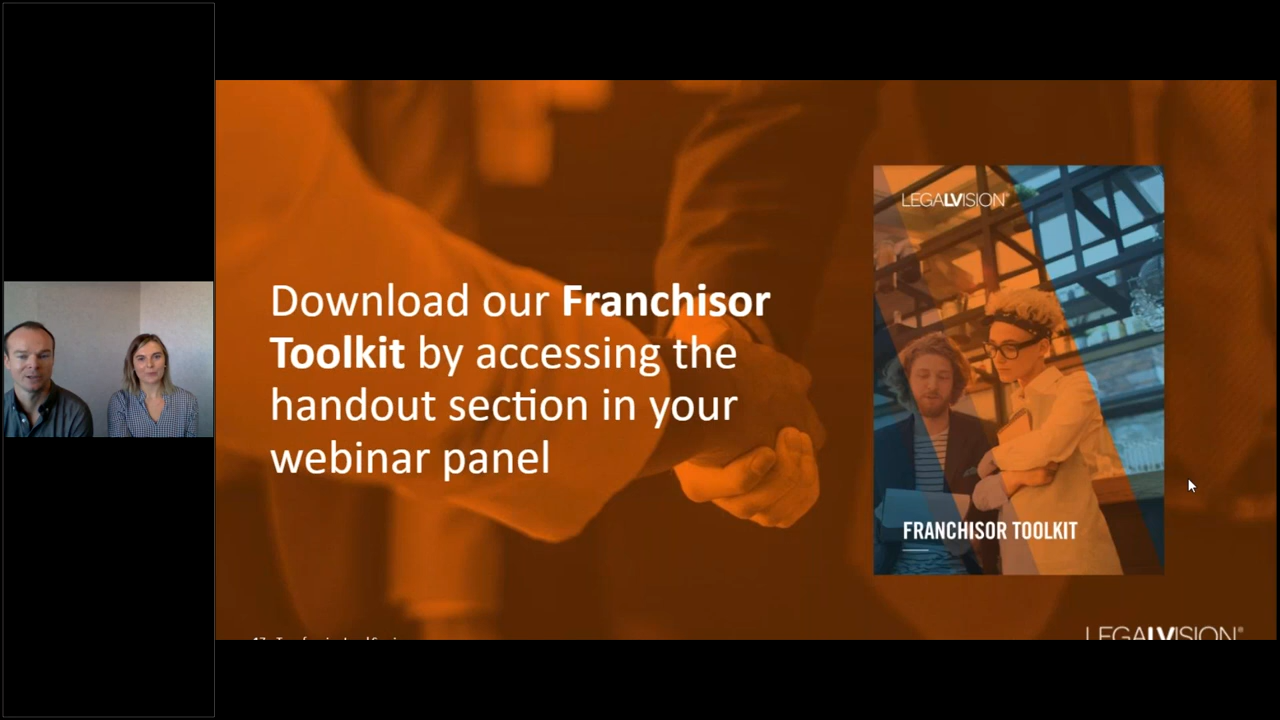 Download our Franchisor
Toolkit by accessing the
handout section in your
webinar panel
LEGALVISION®
FRANCHISOR TOOLKIT
LEGALVISION®